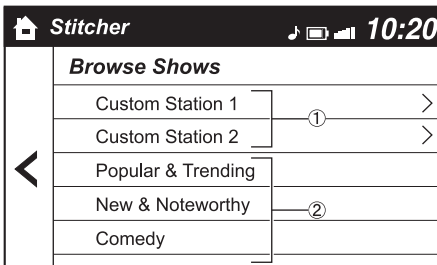 Stitcher 10:20
Browse Shows
Custom Station 1
①
Custom Station 2
Popular & Trending
New & Noteworthy
②
Comedy